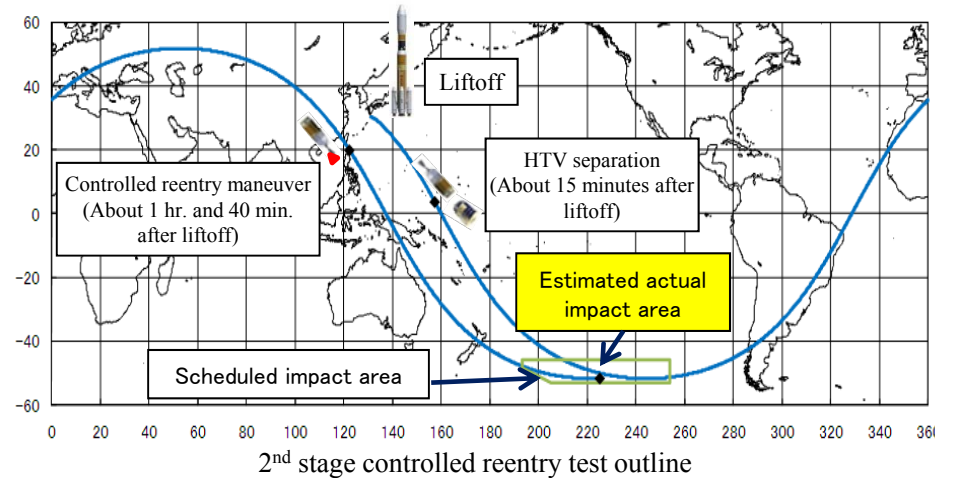 60
40
20
0
-20
-40
-60
Liftoff
Controlled reentry maneuver
(About 1 hr. and 40 min.
after liftoff)
HTV separation
(About 15 minutes after
liftoff)
Estimated actual
impact area
Scheduled impact area
0 20 40 60 80 100 120 140 160 180 200 220 240 260 280 300 320 340 360
2nd stage controlled reentry test outline